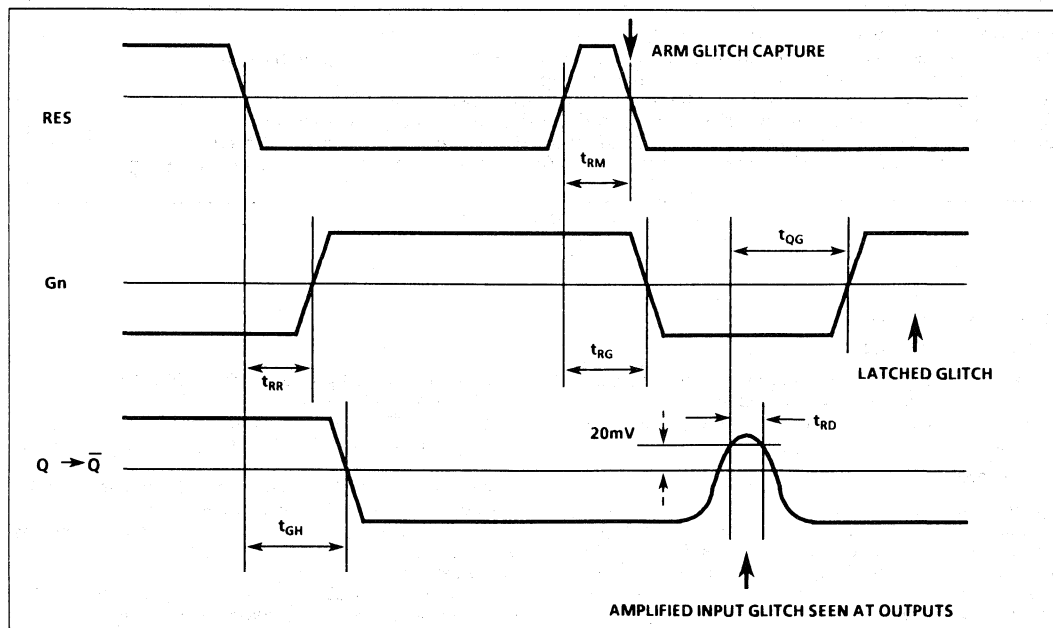 ARM GLITCH CAPTURE
RES
tRM
tQG
Gn
tRG
tRR
LATCHED GLITCH
20mV
tRD
Q → Q̅
tGH
AMPLIFIED INPUT GLITCH SEEN AT OUTPUTS